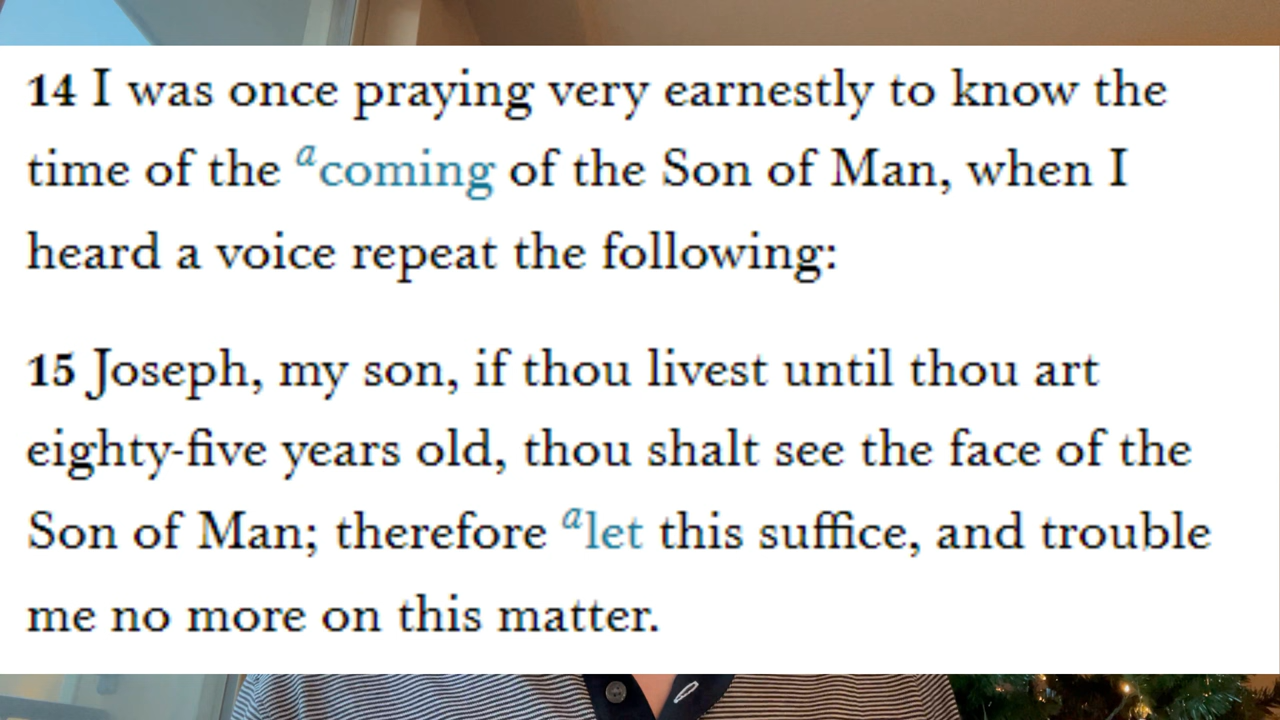 14 I was once praying very earnestly to know the
time of the a coming of the Son of Man, when I
heard a voice repeat the following:
15 Joseph, my son, if thou livest until thou art
eighty-five years old, thou shalt see the face of the
Son of Man; therefore a let this suffice, and trouble
me no more on this matter.